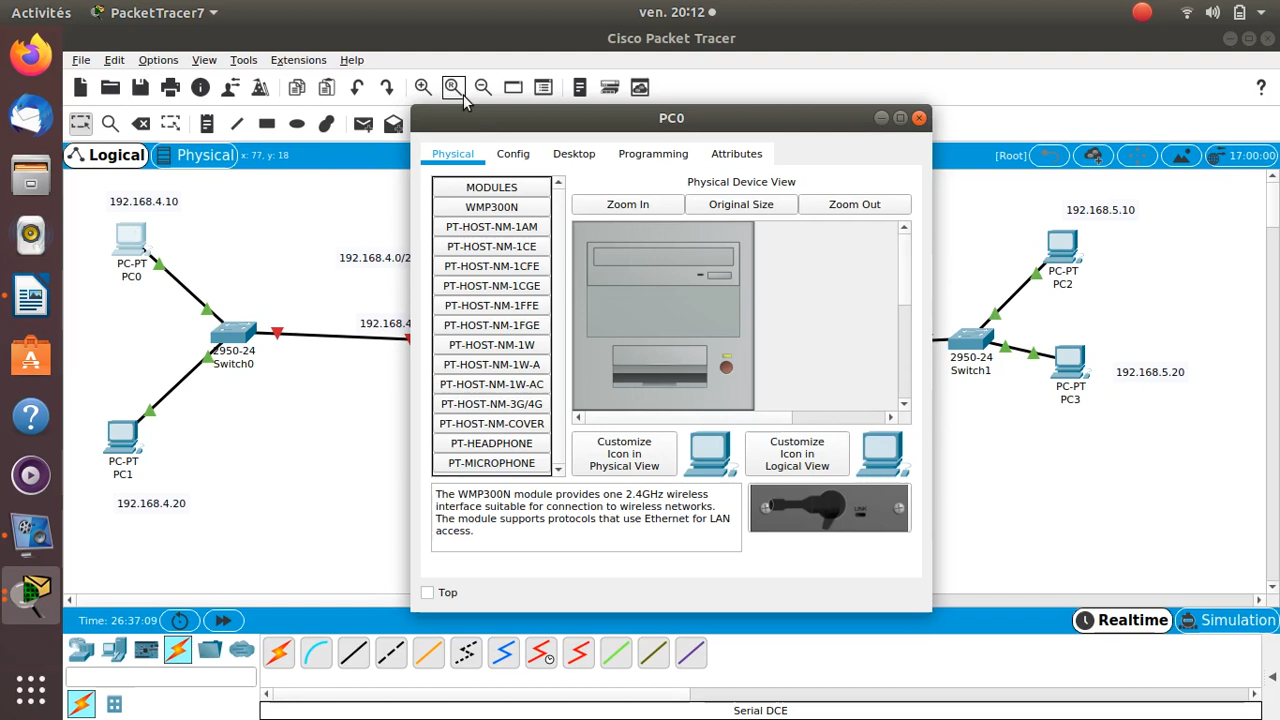 Activités
PacketTracer7
ven. 20:12
Cisco Packet Tracer
File Edit Options View Tools Extensions Help
?
PC0
Logical
Physical
x: 77, y: 18
[Root]
17:00:00
Physical Config Desktop Programming Attributes
MODULES
WMP300N
PT-HOST-NM-1AM
PT-HOST-NM-1CE
PT-HOST-NM-1CFE
PT-HOST-NM-1CGE
PT-HOST-NM-1FFE
PT-HOST-NM-1FGE
PT-HOST-NM-1W
PT-HOST-NM-1W-A
PT-HOST-NM-1W-AC
PT-HOST-NM-3G/4G
PT-HOST-NM-COVER
PT-HEADPHONE
PT-MICROPHONE
Physical Device View
Zoom In
Original Size
Zoom Out
Customize
Icon in
Physical View
Customize
Icon in
Logical View
The WMP300N module provides one 2.4GHz wireless
interface suitable for connection to wireless networks.
The module supports protocols that use Ethernet for LAN
access.
LINK
Top
192.168.4.10
PC-PT
PC0
192.168.4.0/2
192.168.4
2950-24
Switch0
PC-PT
PC1
192.168.4.20
192.168.5.10
PC-PT
PC2
2950-24
Switch1
PC-PT
PC3
192.168.5.20
Time: 26:37:09
Realtime
Simulation
Serial DCE